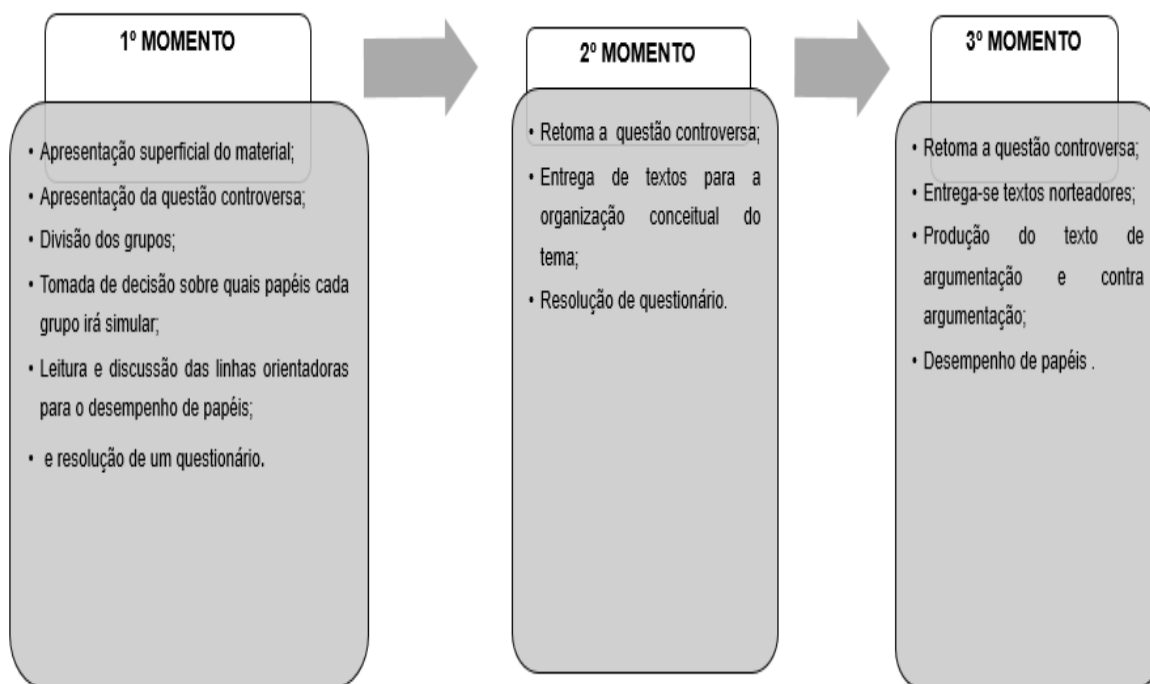 1º MOMENTO
• Apresentação superficial do material;
• Apresentação da questão controversa;
• Divisão dos grupos;
• Tomada de decisão sobre quais papéis cada
grupo irá simular;
• Leitura e discussão das linhas orientadoras
para o desempenho de papéis;
• e resolução de um questionário.
2º MOMENTO
• Retoma a questão controversa;
• Entrega de textos para a
organização conceitual do
tema;
• Resolução de questionário.
3º MOMENTO
• Retoma a questão controversa;
• Entrega-se textos norteadores;
• Produção do texto de
argumentação e contra
argumentação;
• Desempenho de papéis .